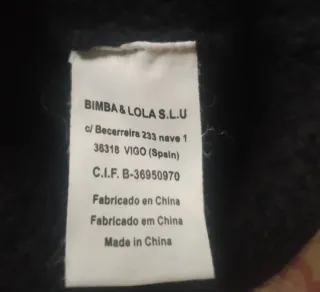 BIMBA & LOLA S.L.U
c/ Becerreira 233 nave 1
36318 VIGO (Spain)
C.I.F. B-36950970
Fabricado en China
Fabricado em China
Made in China